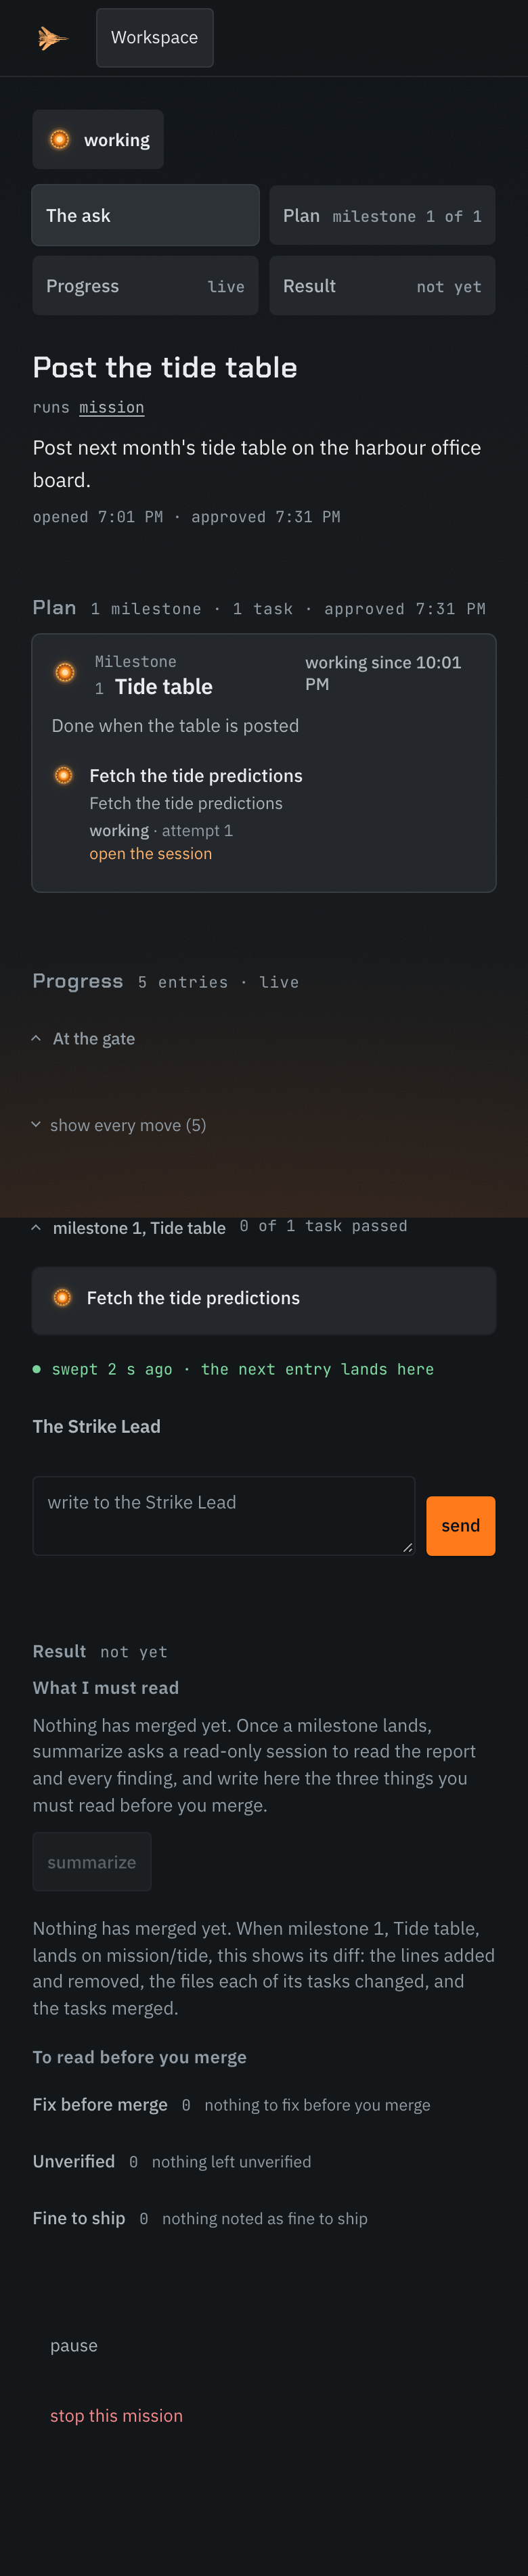 Workspace
working
The ask
Plan milestone 1 of 1
Progress live
Result not yet
Post the tide table
runs mission
Post next month's tide table on the harbour office
board.
opened 7:01 PM · approved 7:31 PM
Plan 1 milestone · 1 task · approved 7:31 PM
Milestone
1 Tide table
working since 10:01
PM
Done when the table is posted
Fetch the tide predictions
Fetch the tide predictions
working · attempt 1
open the session
Progress 5 entries · live
At the gate
show every move (5)
milestone 1, Tide table 0 of 1 task passed
Fetch the tide predictions
swept 2 s ago · the next entry lands here
The Strike Lead
write to the Strike Lead
send
Result not yet
What I must read
Nothing has merged yet. Once a milestone lands,
summarize asks a read-only session to read the report
and every finding, and write here the three things you
must read before you merge.
summarize
Nothing has merged yet. When milestone 1, Tide table,
lands on mission/tide, this shows its diff: the lines added
and removed, the files each of its tasks changed, and
the tasks merged.
To read before you merge
Fix before merge 0 nothing to fix before you merge
Unverified 0 nothing left unverified
Fine to ship 0 nothing noted as fine to ship
pause
stop this mission